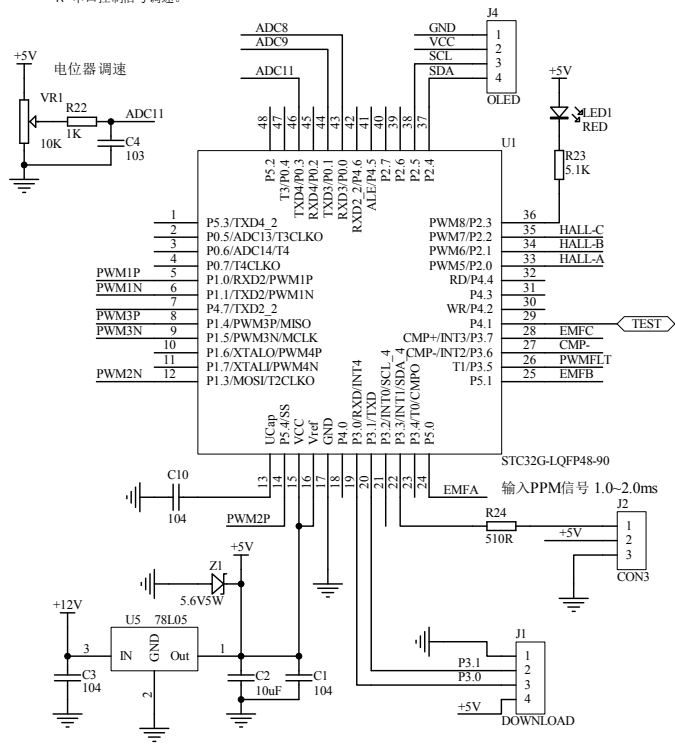 J4
ADC8
GND
1
ADC9
VCC
2
SCL
3
ADC11
SDA
4
OLED
+5V
电位器调速
VR1
R22
ADC11
10K
1K
C4
103
+5V
LED1
RED
R23
5.1K
U1
48
47
46
45
44
43
42
41
40
39
38
37
P5.2
T3/P0.4
TXD4/P0.3
RXD4/P0.2
TXD3/P0.1
RXD3/P0.0
RXD2_2/P4.6
ALE/P4.5
P2.7
P2.6
P2.5
P2.4
1 P5.3/TXD4_2
2 P0.5/ADC13/T3CLKO
3 P0.6/ADC14/T4
4 P0.7/T4CLKO
PWM1P 5 P1.0/RXD2/PWM1P
PWM1N 6 P1.1/TXD2/PWM1N
7 P4.7/TXD2_2
PWM3P 8 P1.4/PWM3P/MISO
PWM3N 9 P1.5/PWM3N/MCLK
10 P1.6/XTALO/PWM4P
11 P1.7/XTALI/PWM4N
PWM2N 12 P1.3/MOSI/T2CLKO
PWM8/P2.3 36
PWM7/P2.2 35 HALL-C
PWM6/P2.1 34 HALL-B
PWM5/P2.0 33 HALL-A
RD/P4.4 32
P4.3 31
WR/P4.2 30
P4.1 29 TEST
CMP+/INT3/P3.7 28 EMFC
CMP-/INT2/P3.6 27 CMP-
T1/P3.5 26 PWMFLT
P5.1 25 EMFB
UCap
P5.4/SS
VCC
Vref
GND
P4.0
P3.0/RXD/INT4
P3.1/TXD
P3.2/INT0/SCL_4
P3.3/INT1/SDA_4
P3.4/T0/CMPO
P5.0
13
14
15
16
17
18
19
20
21
22
23
24
STC32G-LQFP48-90
C10
104
PWM2P
EMFA
输入PPM信号 1.0~2.0ms
R24
510R
J2
1
+5V
2
3
CON3
+5V
Z1
5.6V5W
+12V
U5 78L05
3
IN
GND
Out
1
2
C3
104
C2
10uF
C1
104
J1
1
P3.1
2
P3.0
3
+5V
4
DOWNLOAD